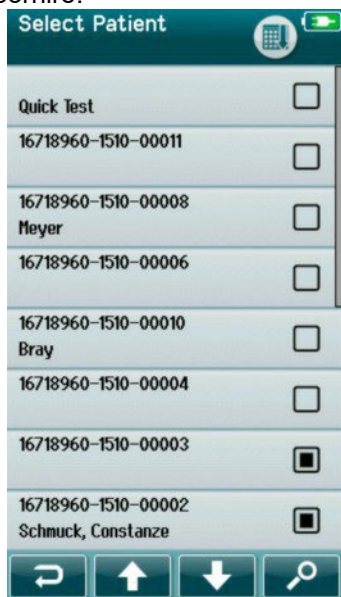 Select Patient
Quick Test
16718960-1510-00011
16718960-1510-00008
Meyer
16718960-1510-00006
16718960-1510-00010
Bray
16718960-1510-00004
16718960-1510-00003
16718960-1510-00002
Schmuck, Constanze